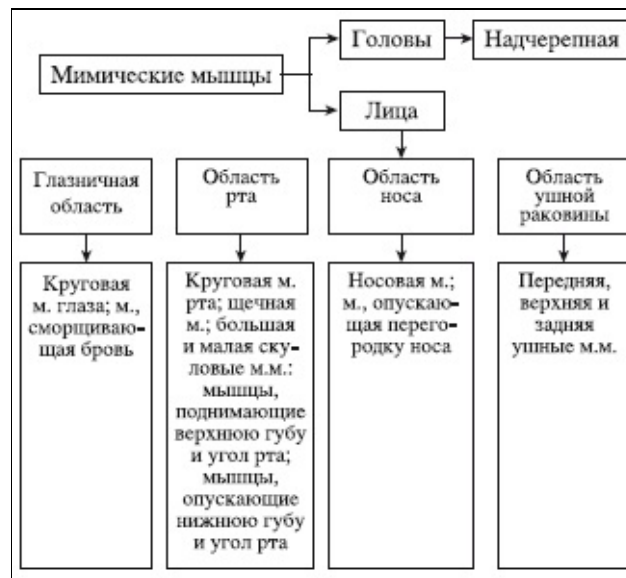 Головы
Надчерепная
Мимические мышцы
Лица
Глазничная
область
Область
рта
Область
носа
Область
ушной
раковины
Круговая
м. глаза; м.,
сморщиваю-
щая бровь
Круговая м.
рта; щечная
м.; большая
и малая ску-
ловые м.м.:
мышцы,
поднимающие
верхнюю губу
и угол рта;
мышцы,
опускающие
нижнюю губу
и угол рта
Носовая м.;
м., опускаю-
щая перего-
родку носа
Передняя,
верхняя и
задняя
ушные м.м.